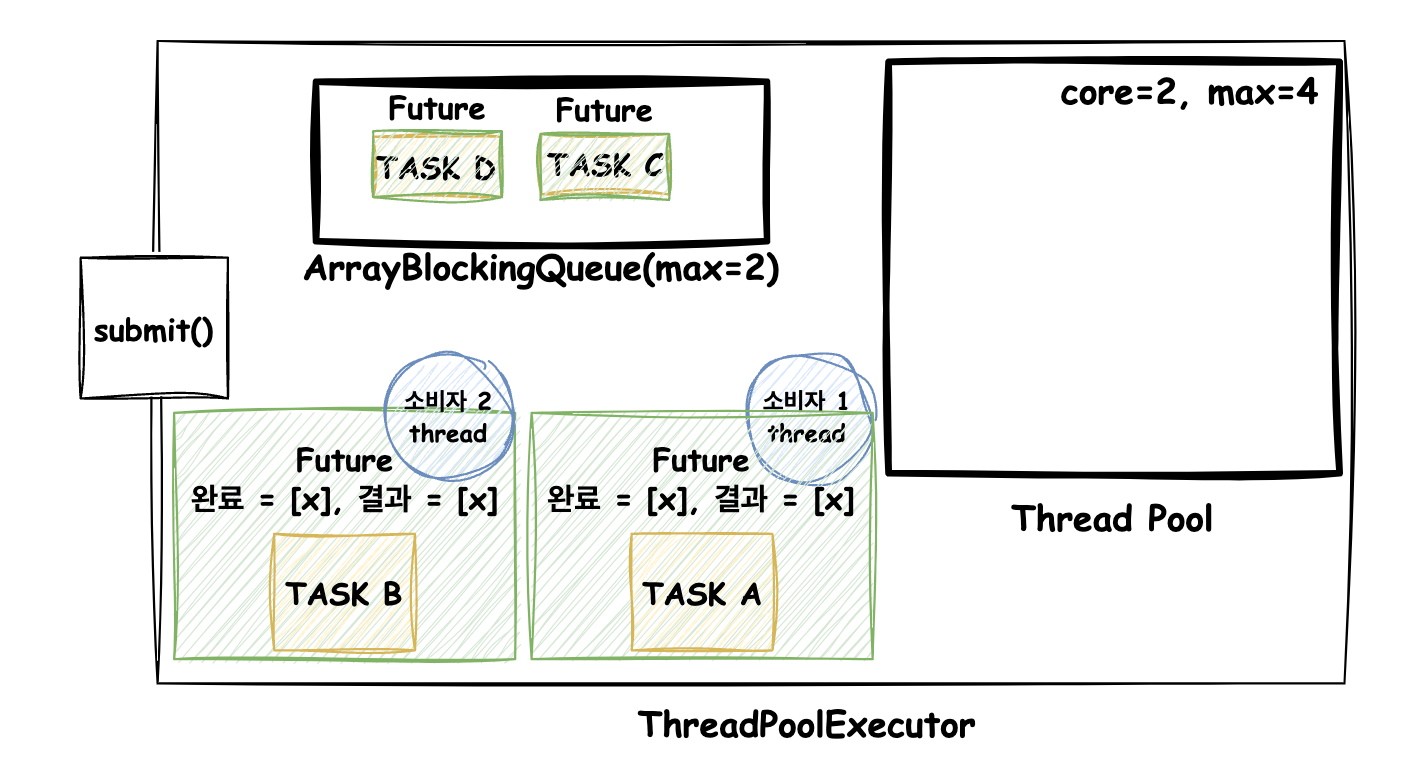 core=2, max=4
Future
Future
TASK D
TASK C
ArrayBlockingQueue(max=2)
submit()
소비자 2
thread
소비자 1
thread
Future
완료 = [x], 결과 = [x]
TASK B
Future
완료 = [x], 결과 = [x]
TASK A
Thread Pool
ThreadPoolExecutor